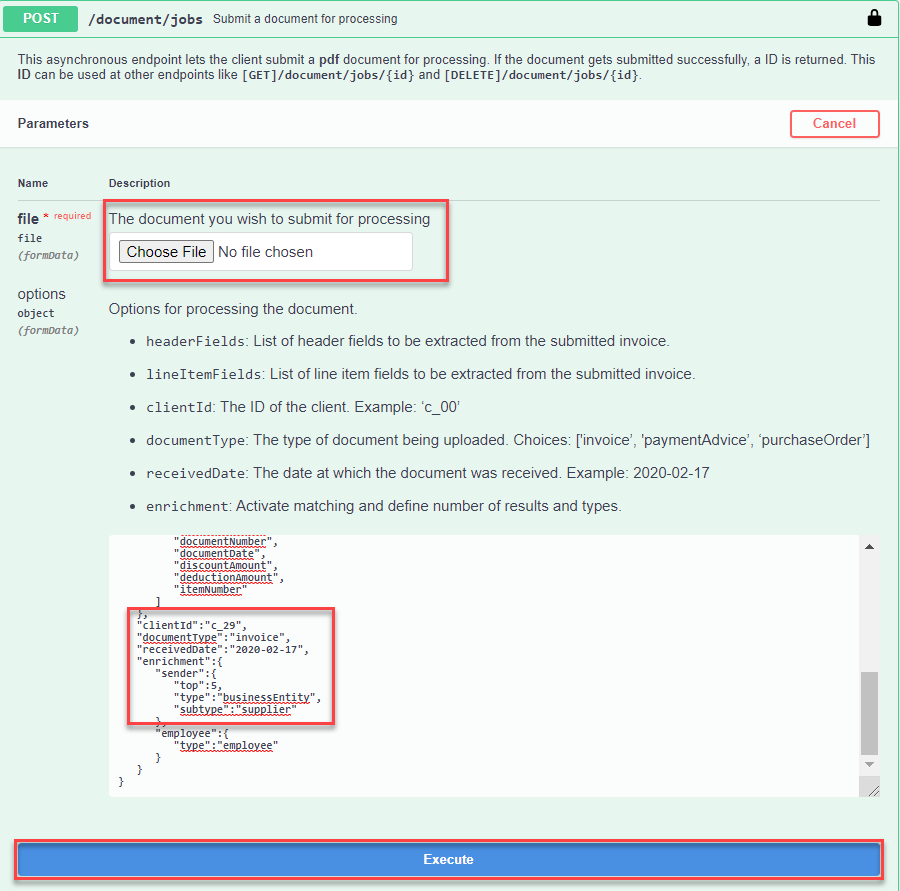 POST /document/jobs Submit a document for processing
This asynchronous endpoint lets the client submit a pdf document for processing. If the document gets submitted successfully, a ID is returned. This
ID can be used at other endpoints like [GET]/document/jobs/{id} and [DELETE]/document/jobs/{id}.
Parameters
Cancel
Name Description
file * required
file
(formData)
The document you wish to submit for processing
Choose File No file chosen
options
object
(formData)
Options for processing the document.
• headerFields: List of header fields to be extracted from the submitted invoice.
• lineItemFields: List of line item fields to be extracted from the submitted invoice.
• clientId: The ID of the client. Example: ‘c_00’
• documentType: The type of document being uploaded. Choices: ['invoice’, 'paymentAdvice’, ‘purchaseOrder’]
• receivedDate: The date at which the document was received. Example: 2020-02-17
• enrichment: Activate matching and define number of results and types.
"documentNumber",
"documentDate",
"discountAmount",
"deductionAmount",
"itemNumber"
]
},
"clientId":"c_29",
"documentType":"invoice",
"receivedDate":"2020-02-17",
"enrichment":{
"sender":{
"top":5,
"type":"businessEntity",
"subtype":"supplier"
},
"employee":{
"type":"employee"
}
}
}
Execute